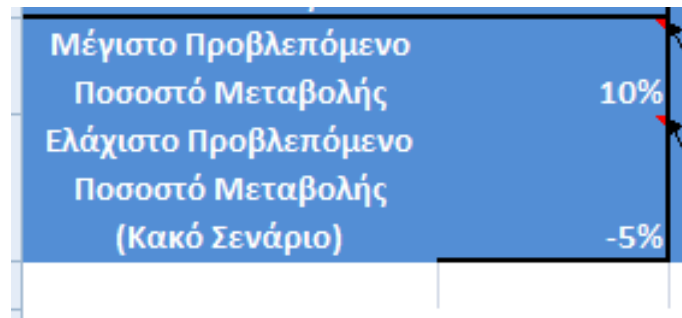 Μέγιστο Προβλεπόμενο
Ποσοστό Μεταβολής 10%
Ελάχιστο Προβλεπόμενο
Ποσοστό Μεταβολής
(Κακό Σενάριο) -5%